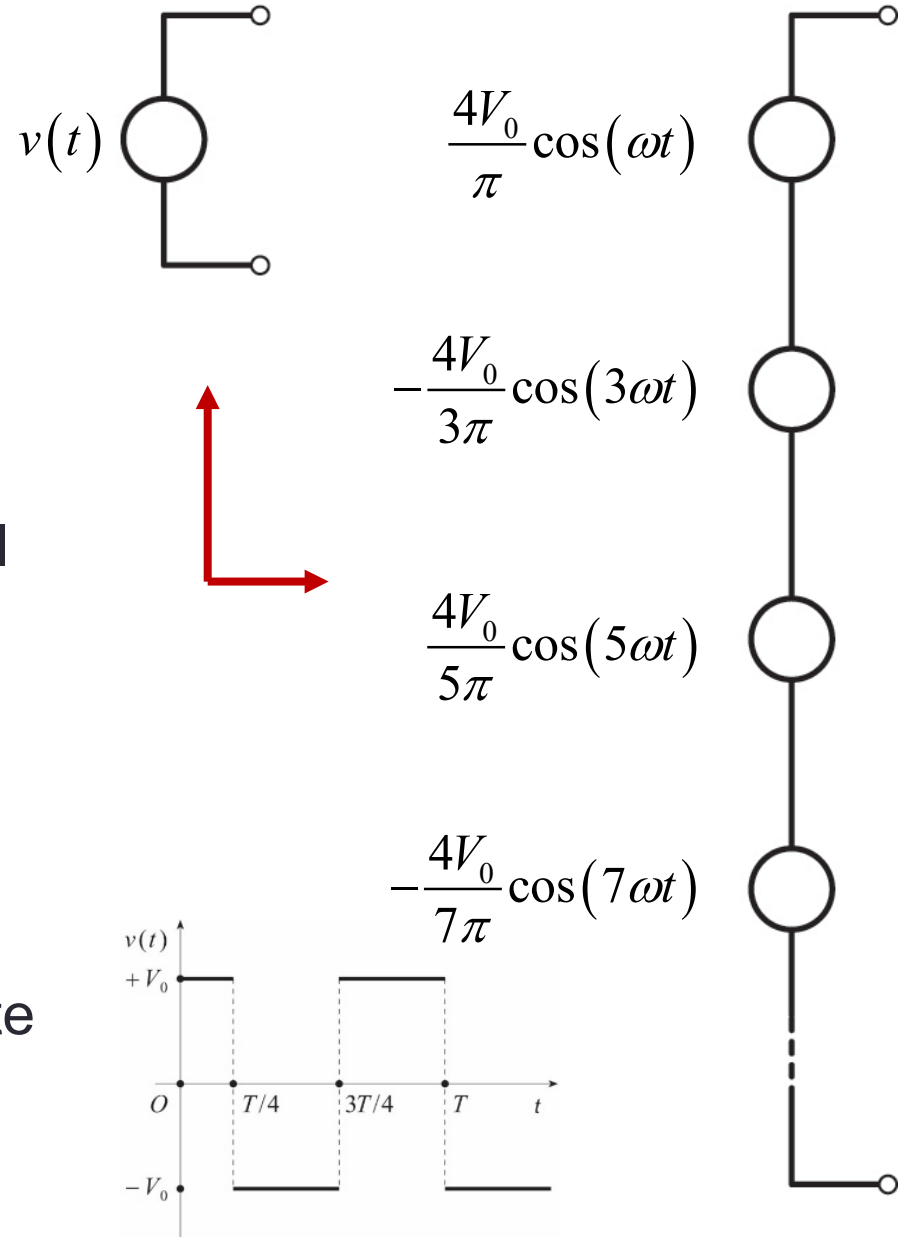 v(t)
4V₀/π cos(ωt)
−4V₀/3π cos(3ωt)
4V₀/5π cos(5ωt)
−4V₀/7π cos(7ωt)
v(t)
+V₀
O
T/4
3T/4
T
t
−V₀